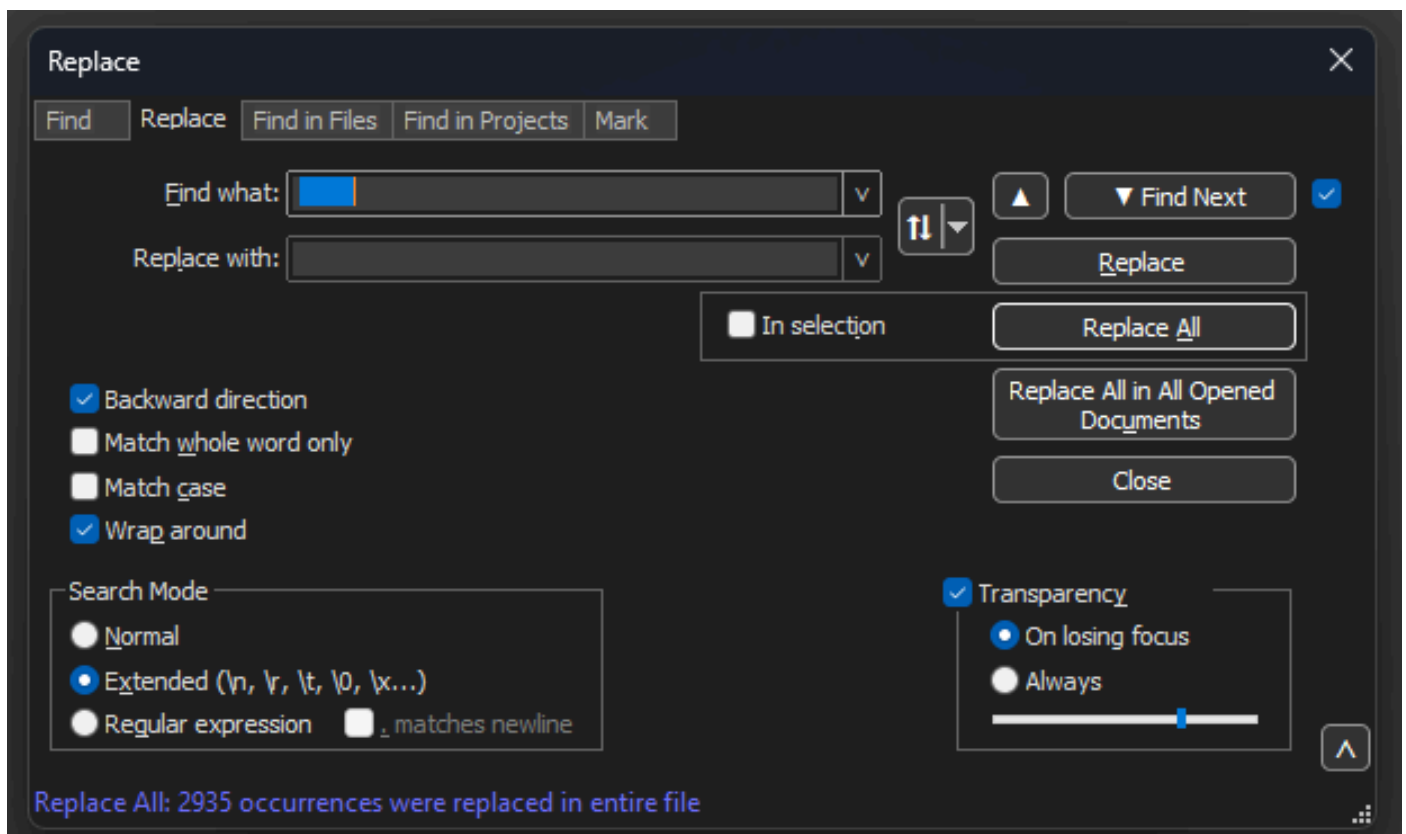 Replace
Find Replace Find in Files Find in Projects Mark
Find what: ▲ ▼ Find Next
Replace with: Replace
In selection Replace All
Replace All in All Opened
Documents
Backward direction
Match whole word only
Match case
Close
Wrap around
Search Mode
Normal
Extended (\n, \r, \t, \0, \x...)
Regular expression . matches newline
Transparency
On losing focus
Always
Replace All: 2935 occurrences were replaced in entire file